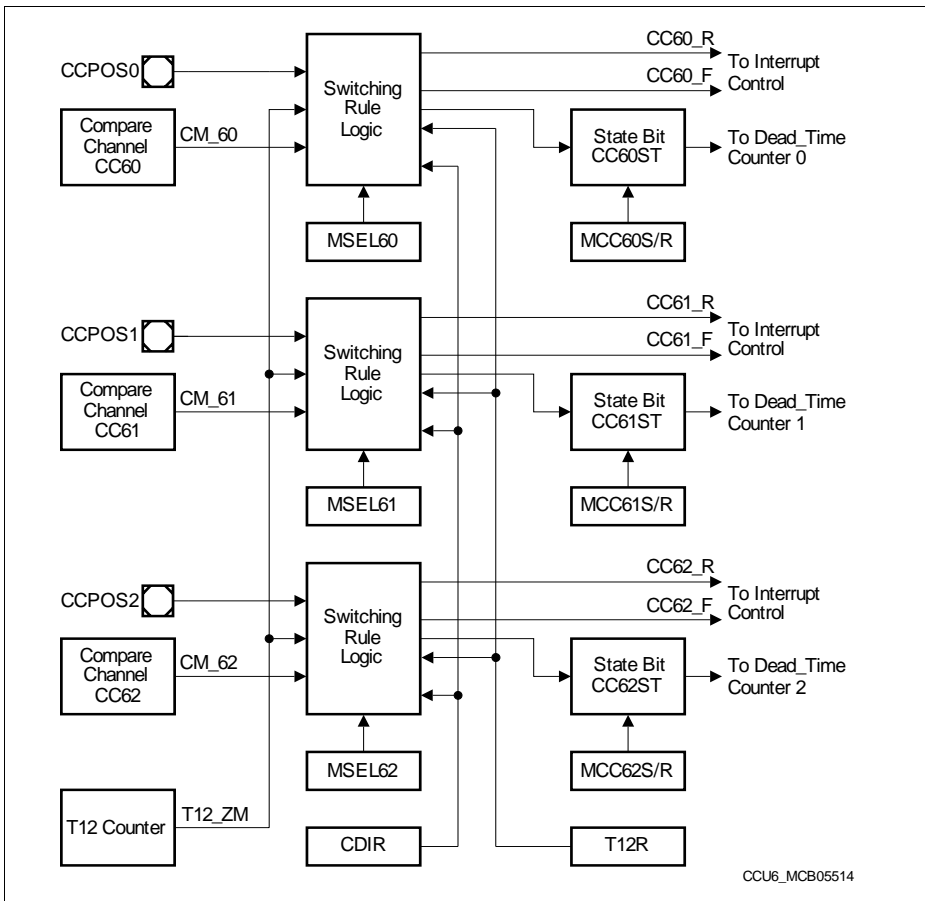 CCPOS0
Compare
Channel
CC60
CM_60
Switching
Rule
Logic
MSEL60
CC60_R
CC60_F
To Interrupt
Control
State Bit
CC60ST
To Dead_Time
Counter 0
MCC60S/R
CCPOS1
Compare
Channel
CC61
CM_61
Switching
Rule
Logic
MSEL61
CC61_R
CC61_F
To Interrupt
Control
State Bit
CC61ST
To Dead_Time
Counter 1
MCC61S/R
CCPOS2
Compare
Channel
CC62
CM_62
Switching
Rule
Logic
MSEL62
CC62_R
CC62_F
To Interrupt
Control
State Bit
CC62ST
To Dead_Time
Counter 2
MCC62S/R
T12 Counter
T12_ZM
CDIR
T12R
CCU6_MCB05514